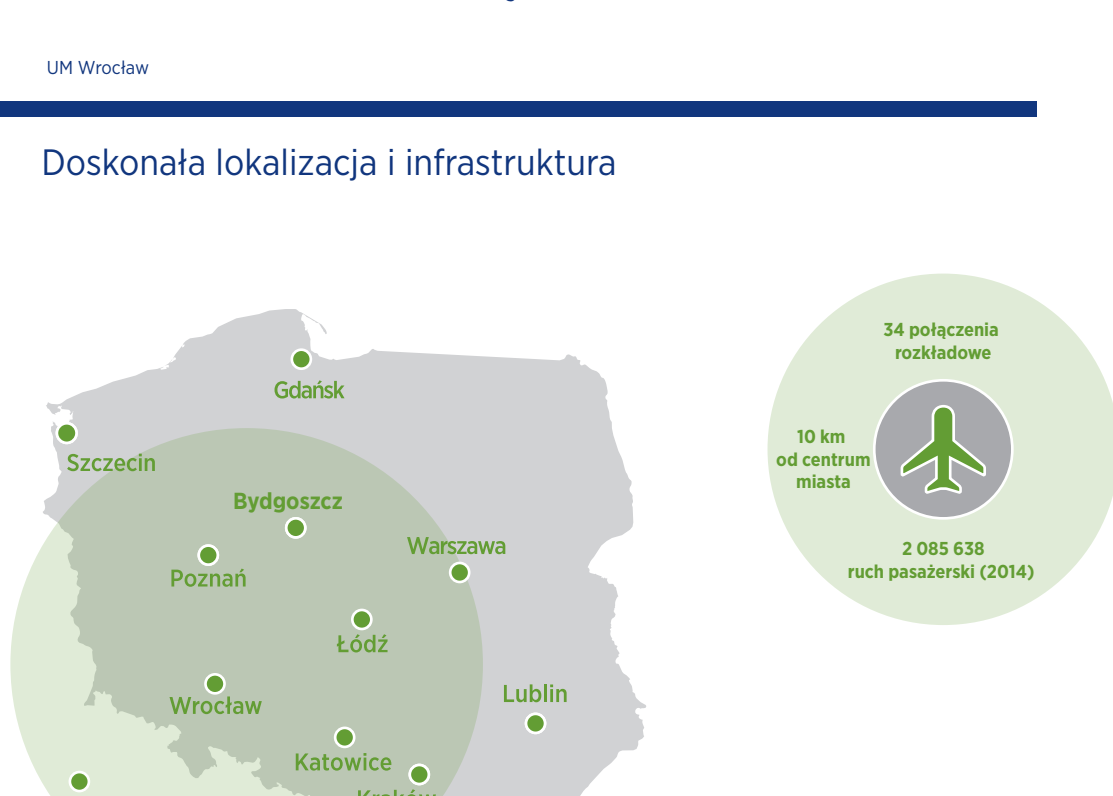 UM Wrocław
Doskonała lokalizacja i infrastruktura
34 połączenia
rozkładowe
10 km
od centrum
miasta
2 085 638
ruch pasażerski (2014)
Gdańsk
Szczecin
Bydgoszcz
Warszawa
Poznań
Łódź
Wrocław
Lublin
Katowice
Kraków